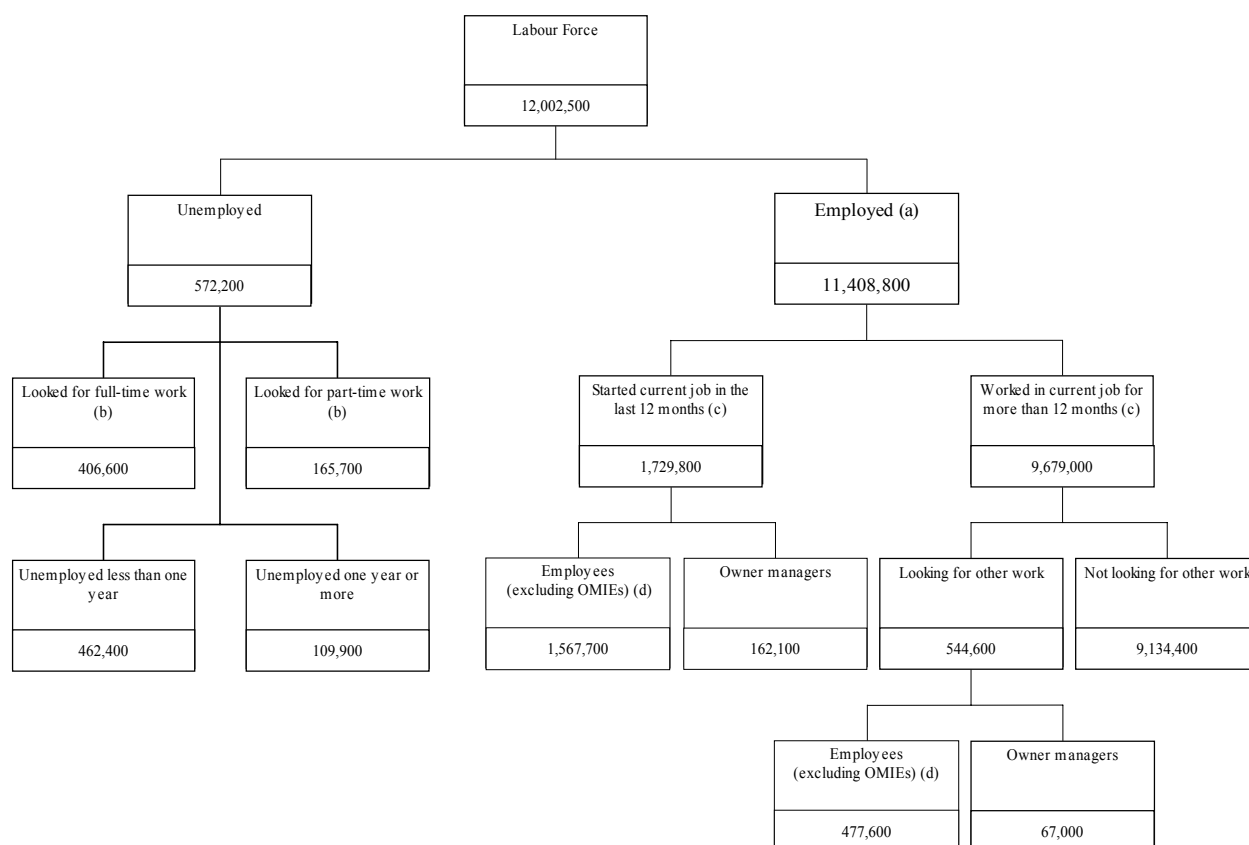 Labour Force
12,002,500
Unemployed
572,200
Employed (a)
11,408,800
Looked for full-time work
(b)
406,600
Looked for part-time work
(b)
165,700
Started current job in the
last 12 months (c)
1,729,800
Worked in current job for
more than 12 months (c)
9,679,000
Unemployed less than one
year
462,400
Unemployed one year or
more
109,900
Employees
(excluding OMIEs) (d)
1,567,700
Owner managers
162,100
Looking for other work
544,600
Not looking for other work
9,134,400
Employees
(excluding OMIEs) (d)
477,600
Owner managers
67,000